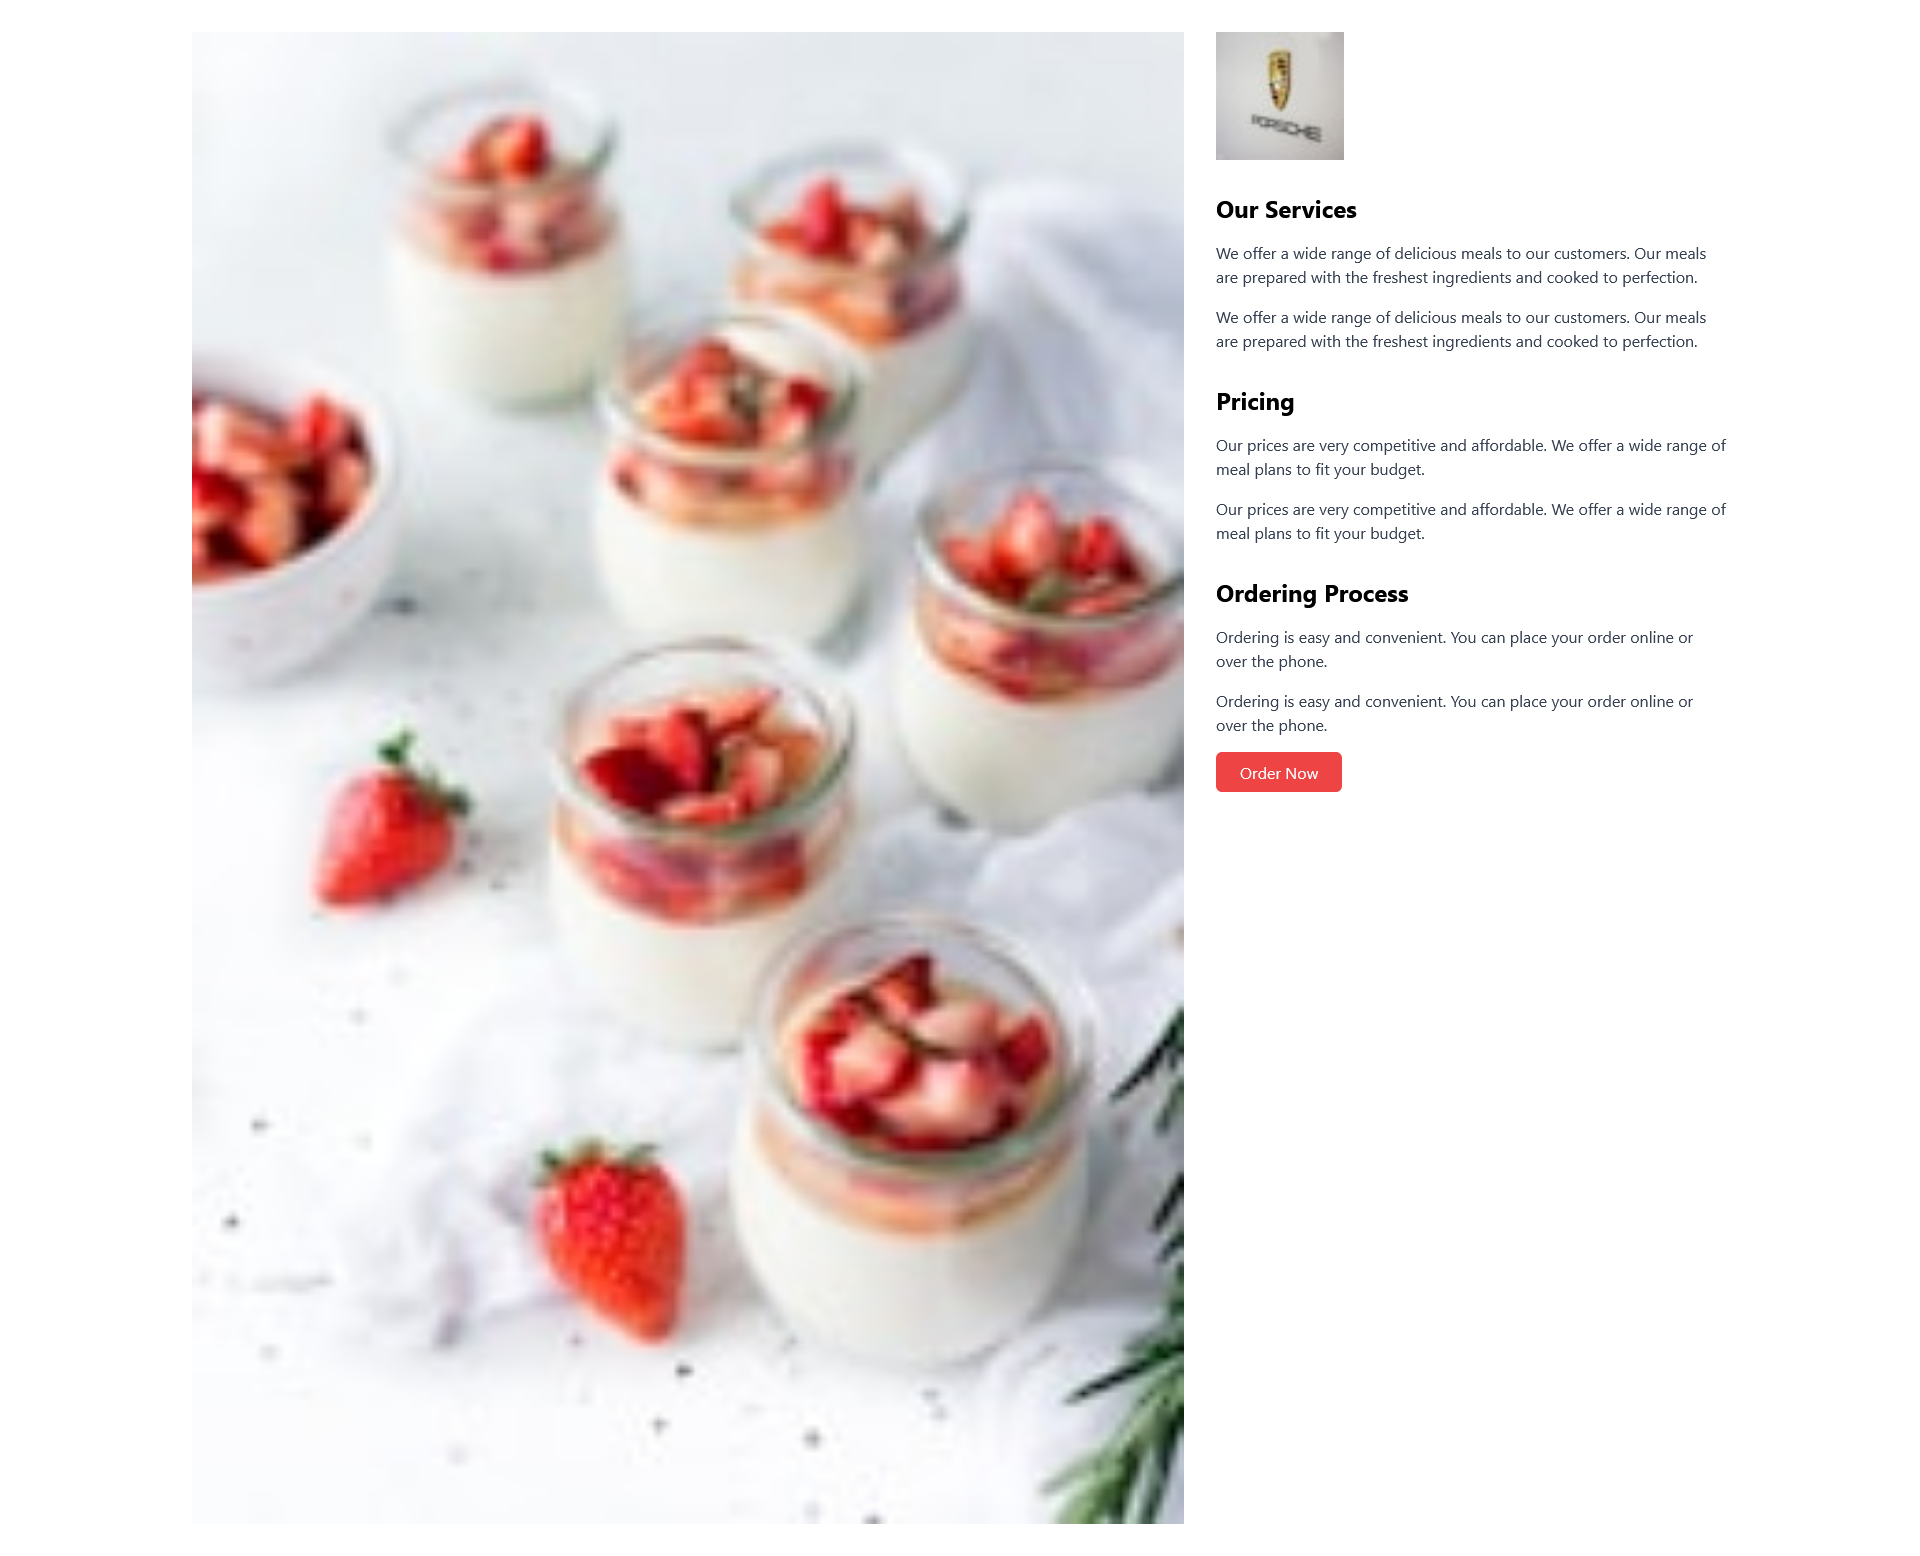 PORSCHE
Our Services
We offer a wide range of delicious meals to our customers. Our meals
are prepared with the freshest ingredients and cooked to perfection.
We offer a wide range of delicious meals to our customers. Our meals
are prepared with the freshest ingredients and cooked to perfection.
Pricing
Our prices are very competitive and affordable. We offer a wide range of
meal plans to fit your budget.
Our prices are very competitive and affordable. We offer a wide range of
meal plans to fit your budget.
Ordering Process
Ordering is easy and convenient. You can place your order online or
over the phone.
Ordering is easy and convenient. You can place your order online or
over the phone.
Order Now